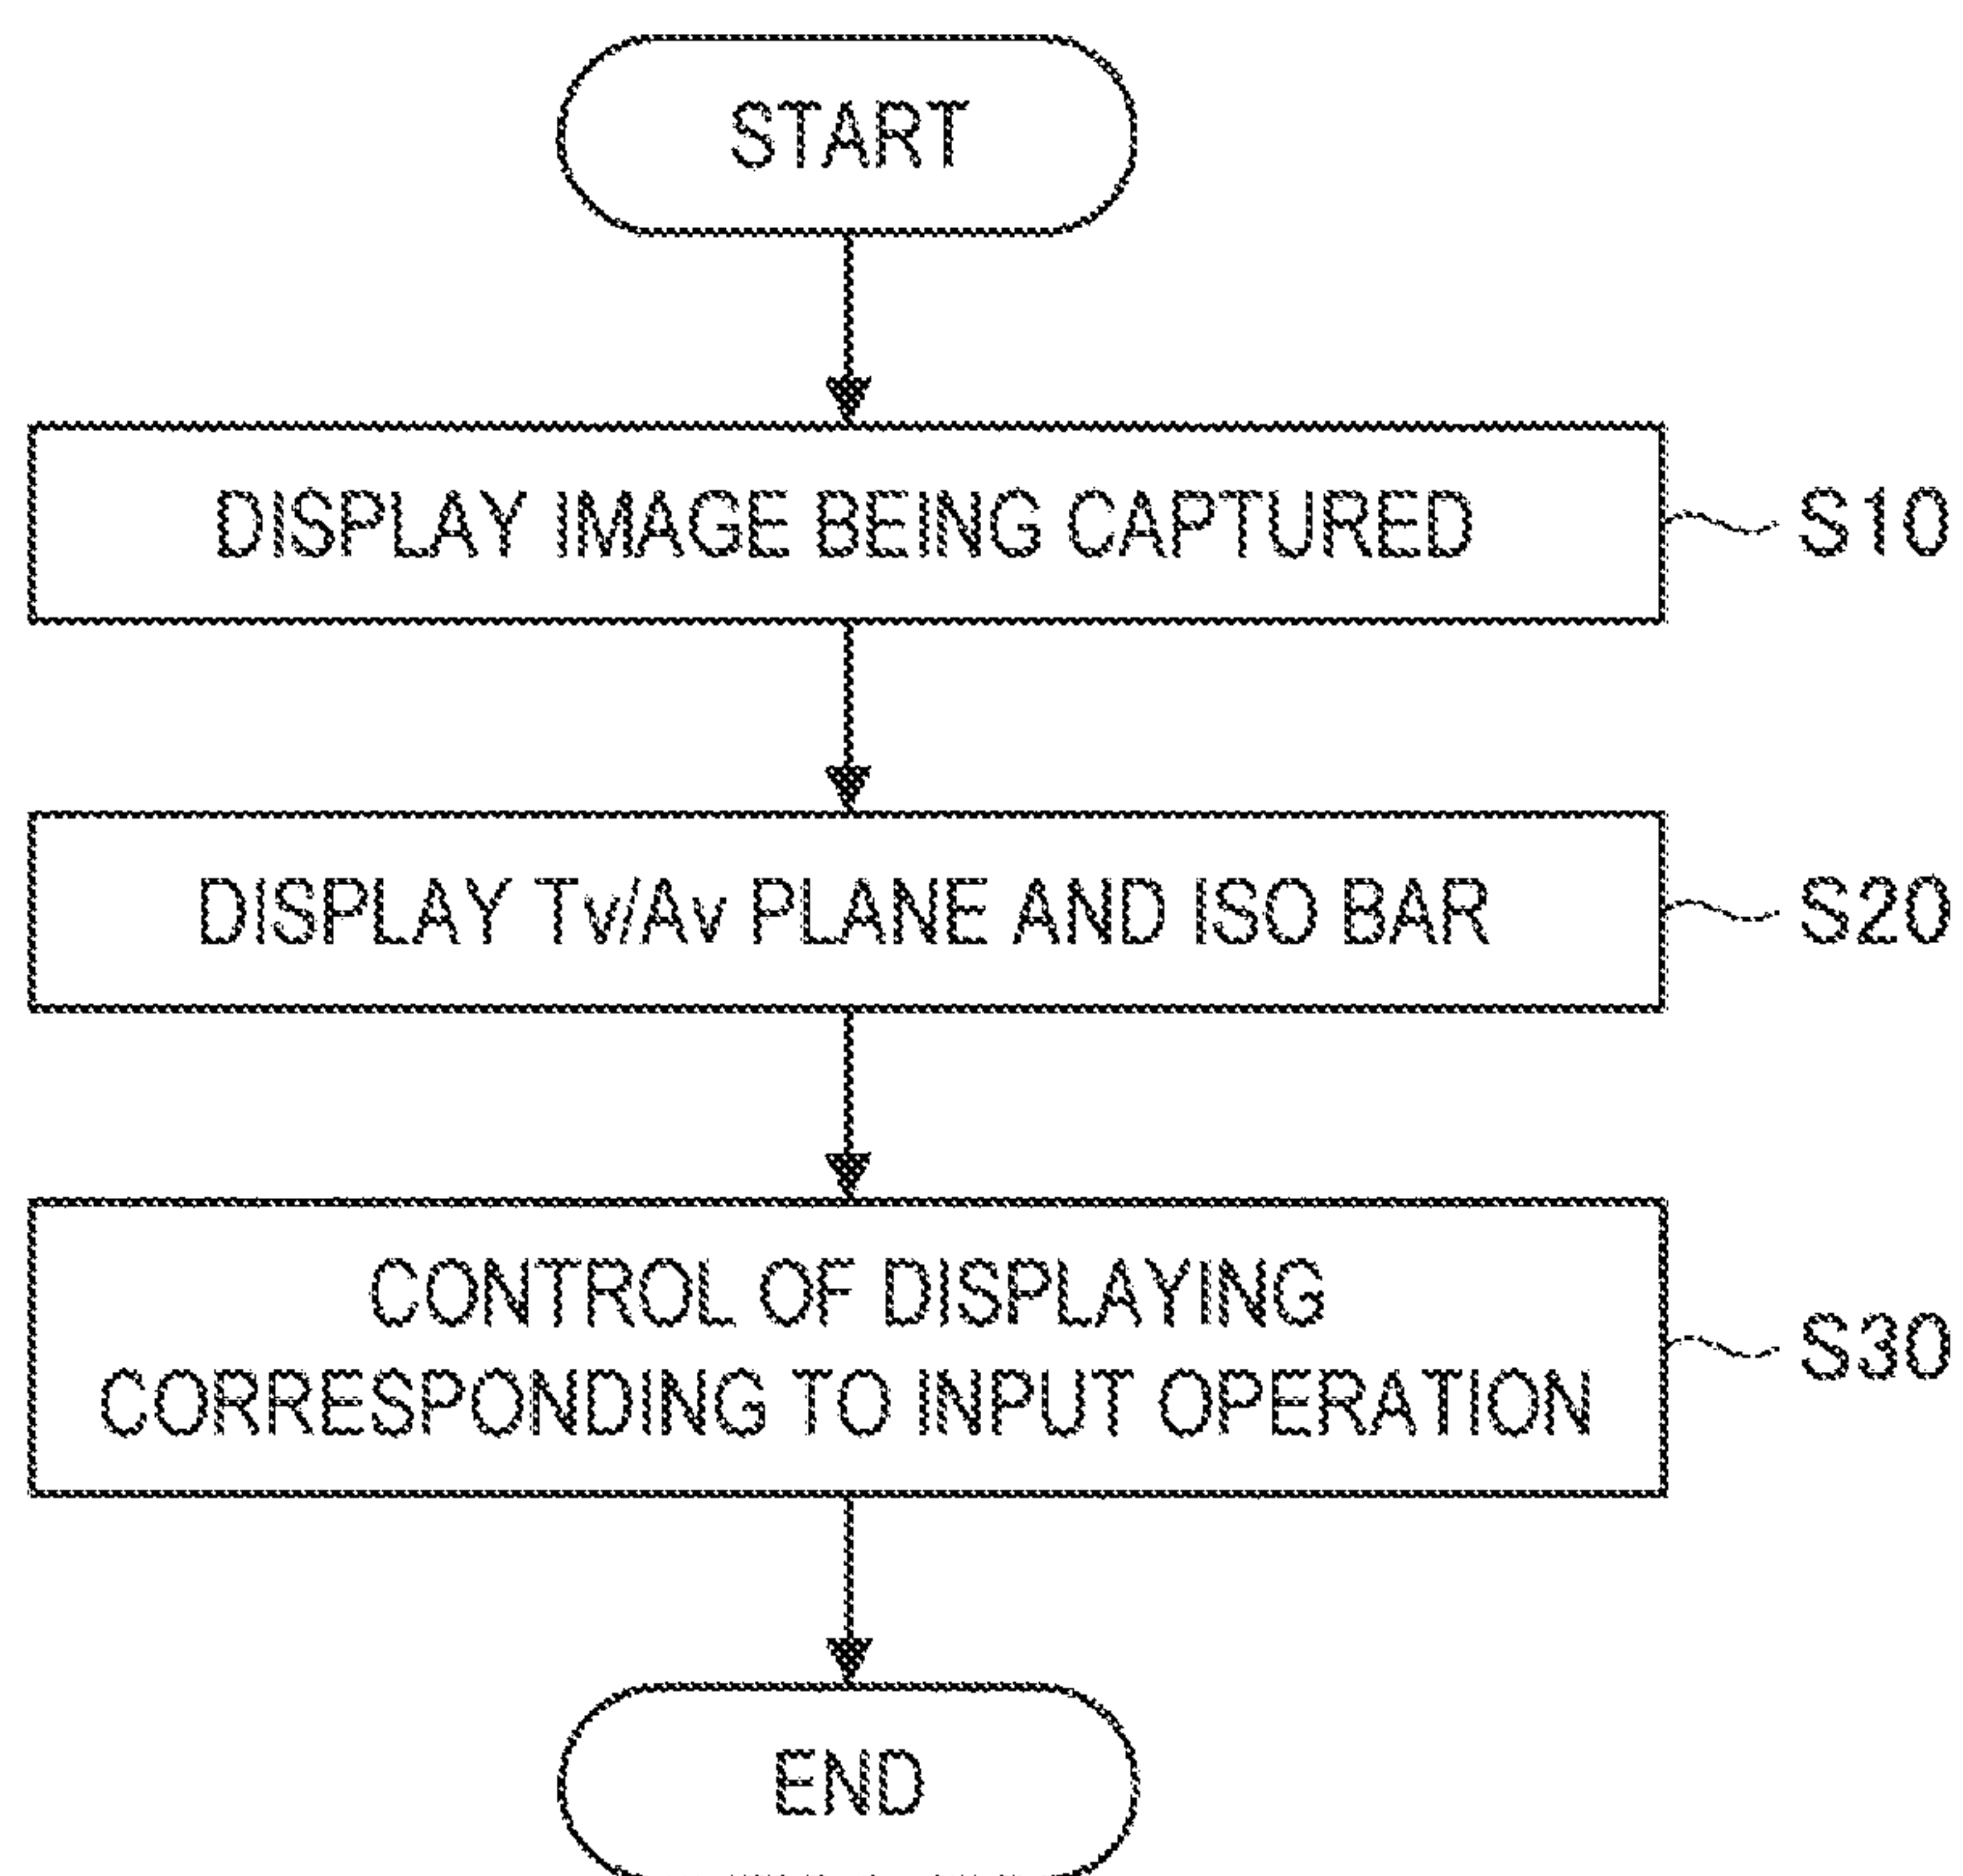 START
DISPLAY IMAGE BEING CAPTURED
S10
DISPLAY Tv/Av PLANE AND ISO BAR
S20
CONTROL OF DISPLAYING
CORRESPONDING TO INPUT OPERATION
S30
END